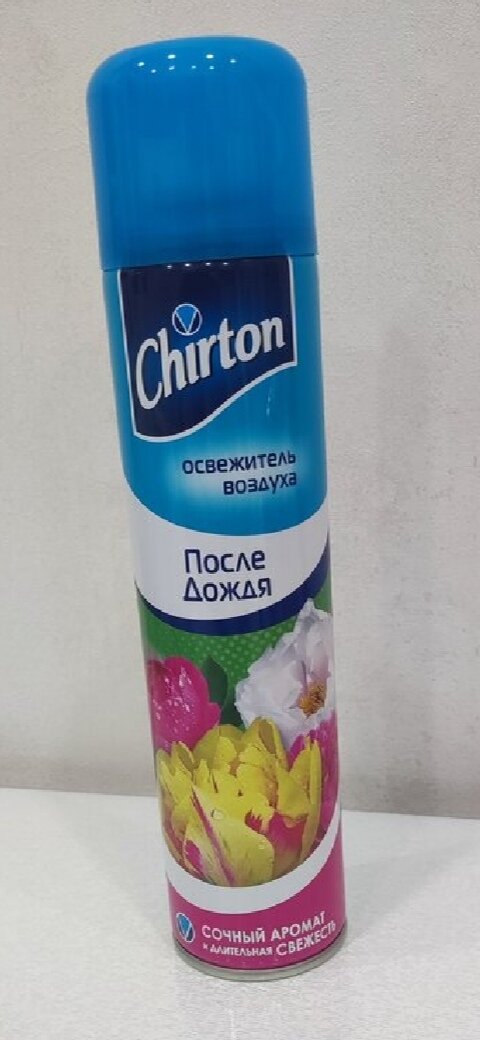 Chirton
освежитель
воздуха
После
Дождя
СОЧНЫЙ АРОМАТ
и ДЛИТЕЛЬНАЯ СВЕЖЕСТЬ